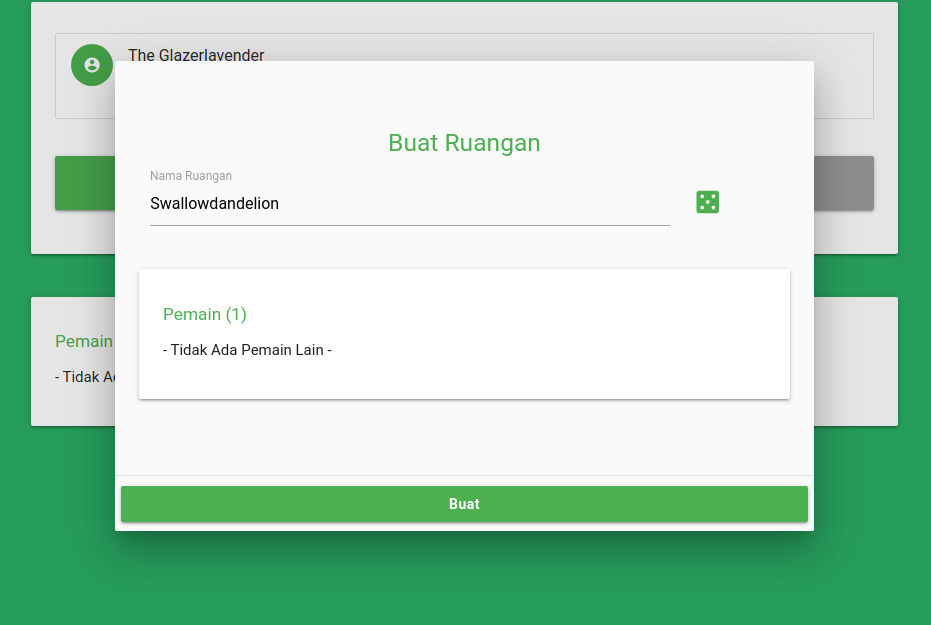 The Glazerlavender
Buat Ruangan
Nama Ruangan
Swallowdandelion
Pemain (1)
- Tidak Ada Pemain Lain -
Buat
Pemain
- Tidak